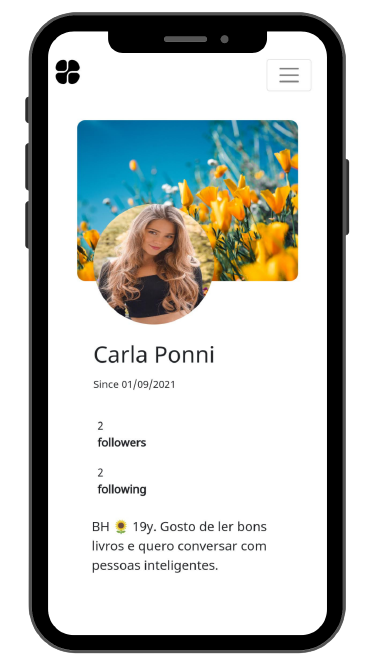 Carla Ponni
Since 01/09/2021
2
followers
2
following
BH 🌻 19y. Gosto de ler bons
livros e quero conversar com
pessoas inteligentes.